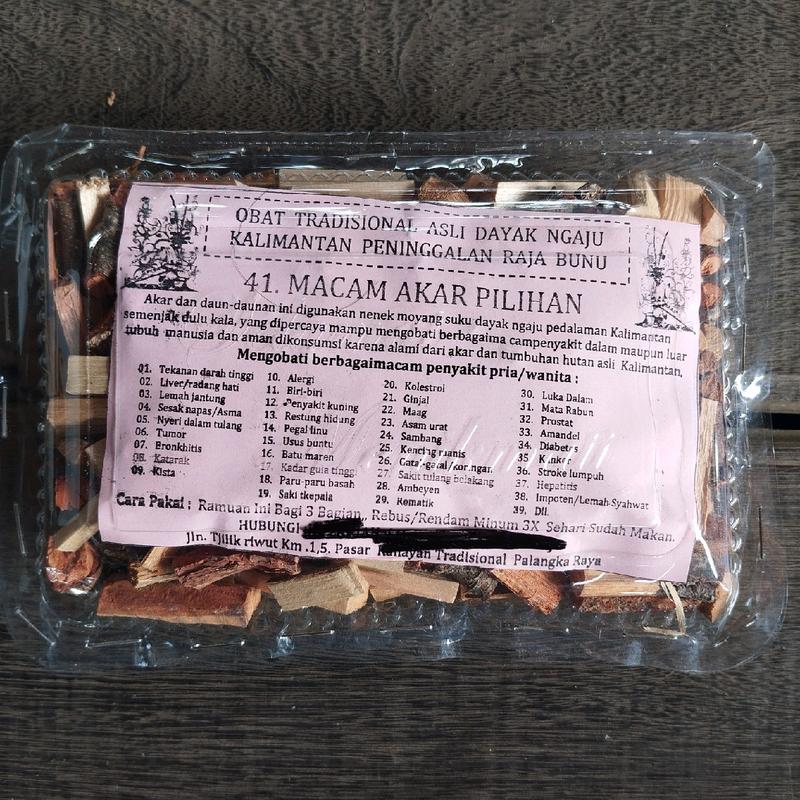 OBAT TRADISIONAL ASLI DAYAK NGAJU
KALIMANTAN PENINGGALAN RAJA BUNU
41. MACAM AKAR PILIHAN
Akar dan daun-daunan ini digunakan nenek moyang suku dayak ngaju pedalaman Kalimantan
semenjak dulu kala, yang dipercaya mampu mengobati berbagaima campenyakit dalam maupun luar
tubuh manusia dan aman dikonsumsi karena alami dari akar dan tumbuhan hutan asli Kalimantan.
Mengobati berbagaimacam penyakit pria/wanita :
01. Tekanan darah tinggi
02. Liver/radang hati
03. Lemah jantung
04. Sesak napas/Asma
05. Nyeri dalam tulang
06. Tumor
07. Bronkhitis
08. Katarak
09. Kista
10. Alergi
11. Biri-biri
12. Penyakit kuning
13. Restung hidung
14. Pegal linu
15. Usus buntu
16. Batu maren
17. Kadar gula tinggi
18. Paru-paru basah
19. Saki tkepala
20. Kolestrol
21. Ginjal
22. Maag
23. Asam urat
24. Sambang
25. Kencing manis
26. Gatal-gatal/koringan
27. Sakit tulang belakang
28. Ambeyen
29. Romatik
30. Luka Dalam
31. Mata Rabun
32. Prostat
33. Amandel
34. Diabetes
35. Kanker
36. Stroke lumpuh
37. Hepatitis
38. Impoten/Lemah Syahwat
39. Dll.
Cara Pakai : Ramuan Ini Bagi 3 Bagian, Rebus/Rendam Minum 3X Sehari Sudah Makan.
HUBUNGI
Jln. Tjilik riwut Km .1,5. Pasar Kahayan Tradisional Palangka Raya